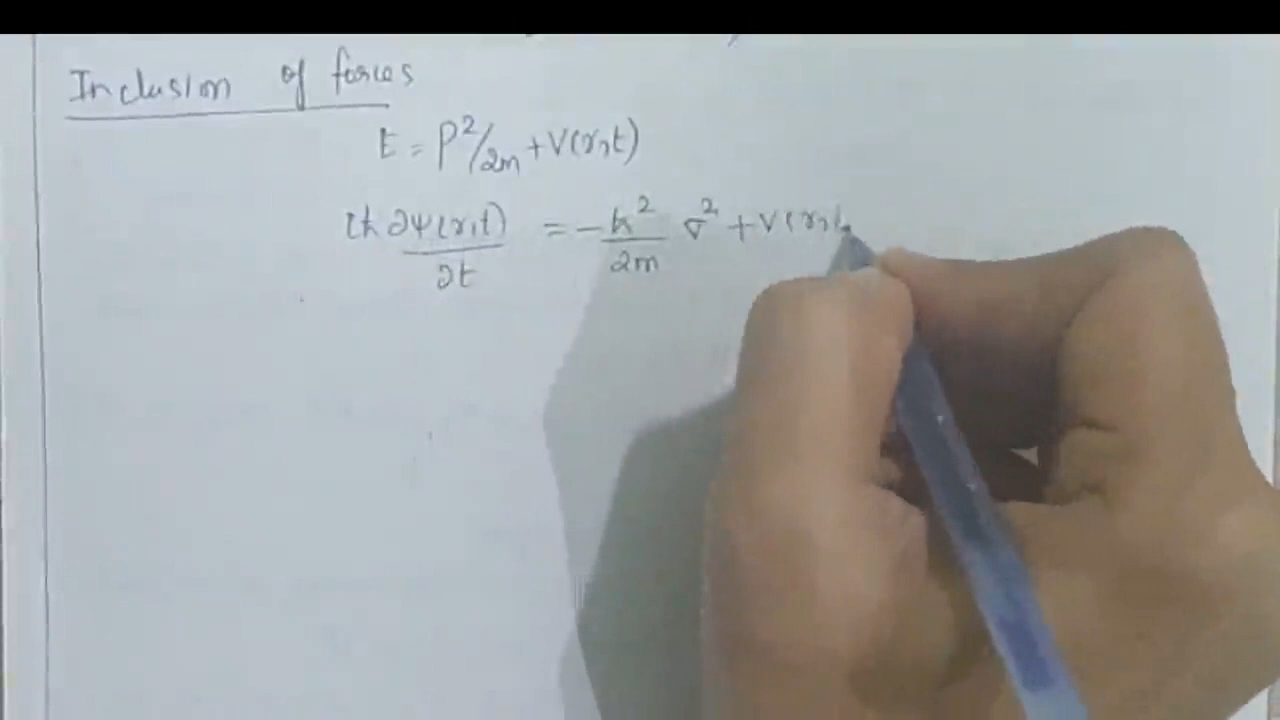 Inclusion of forces
E = P²/2m + V(r,t)
iħ ∂Ψ(r,t)/∂t = -ħ²/2m ∇² + V(r,t